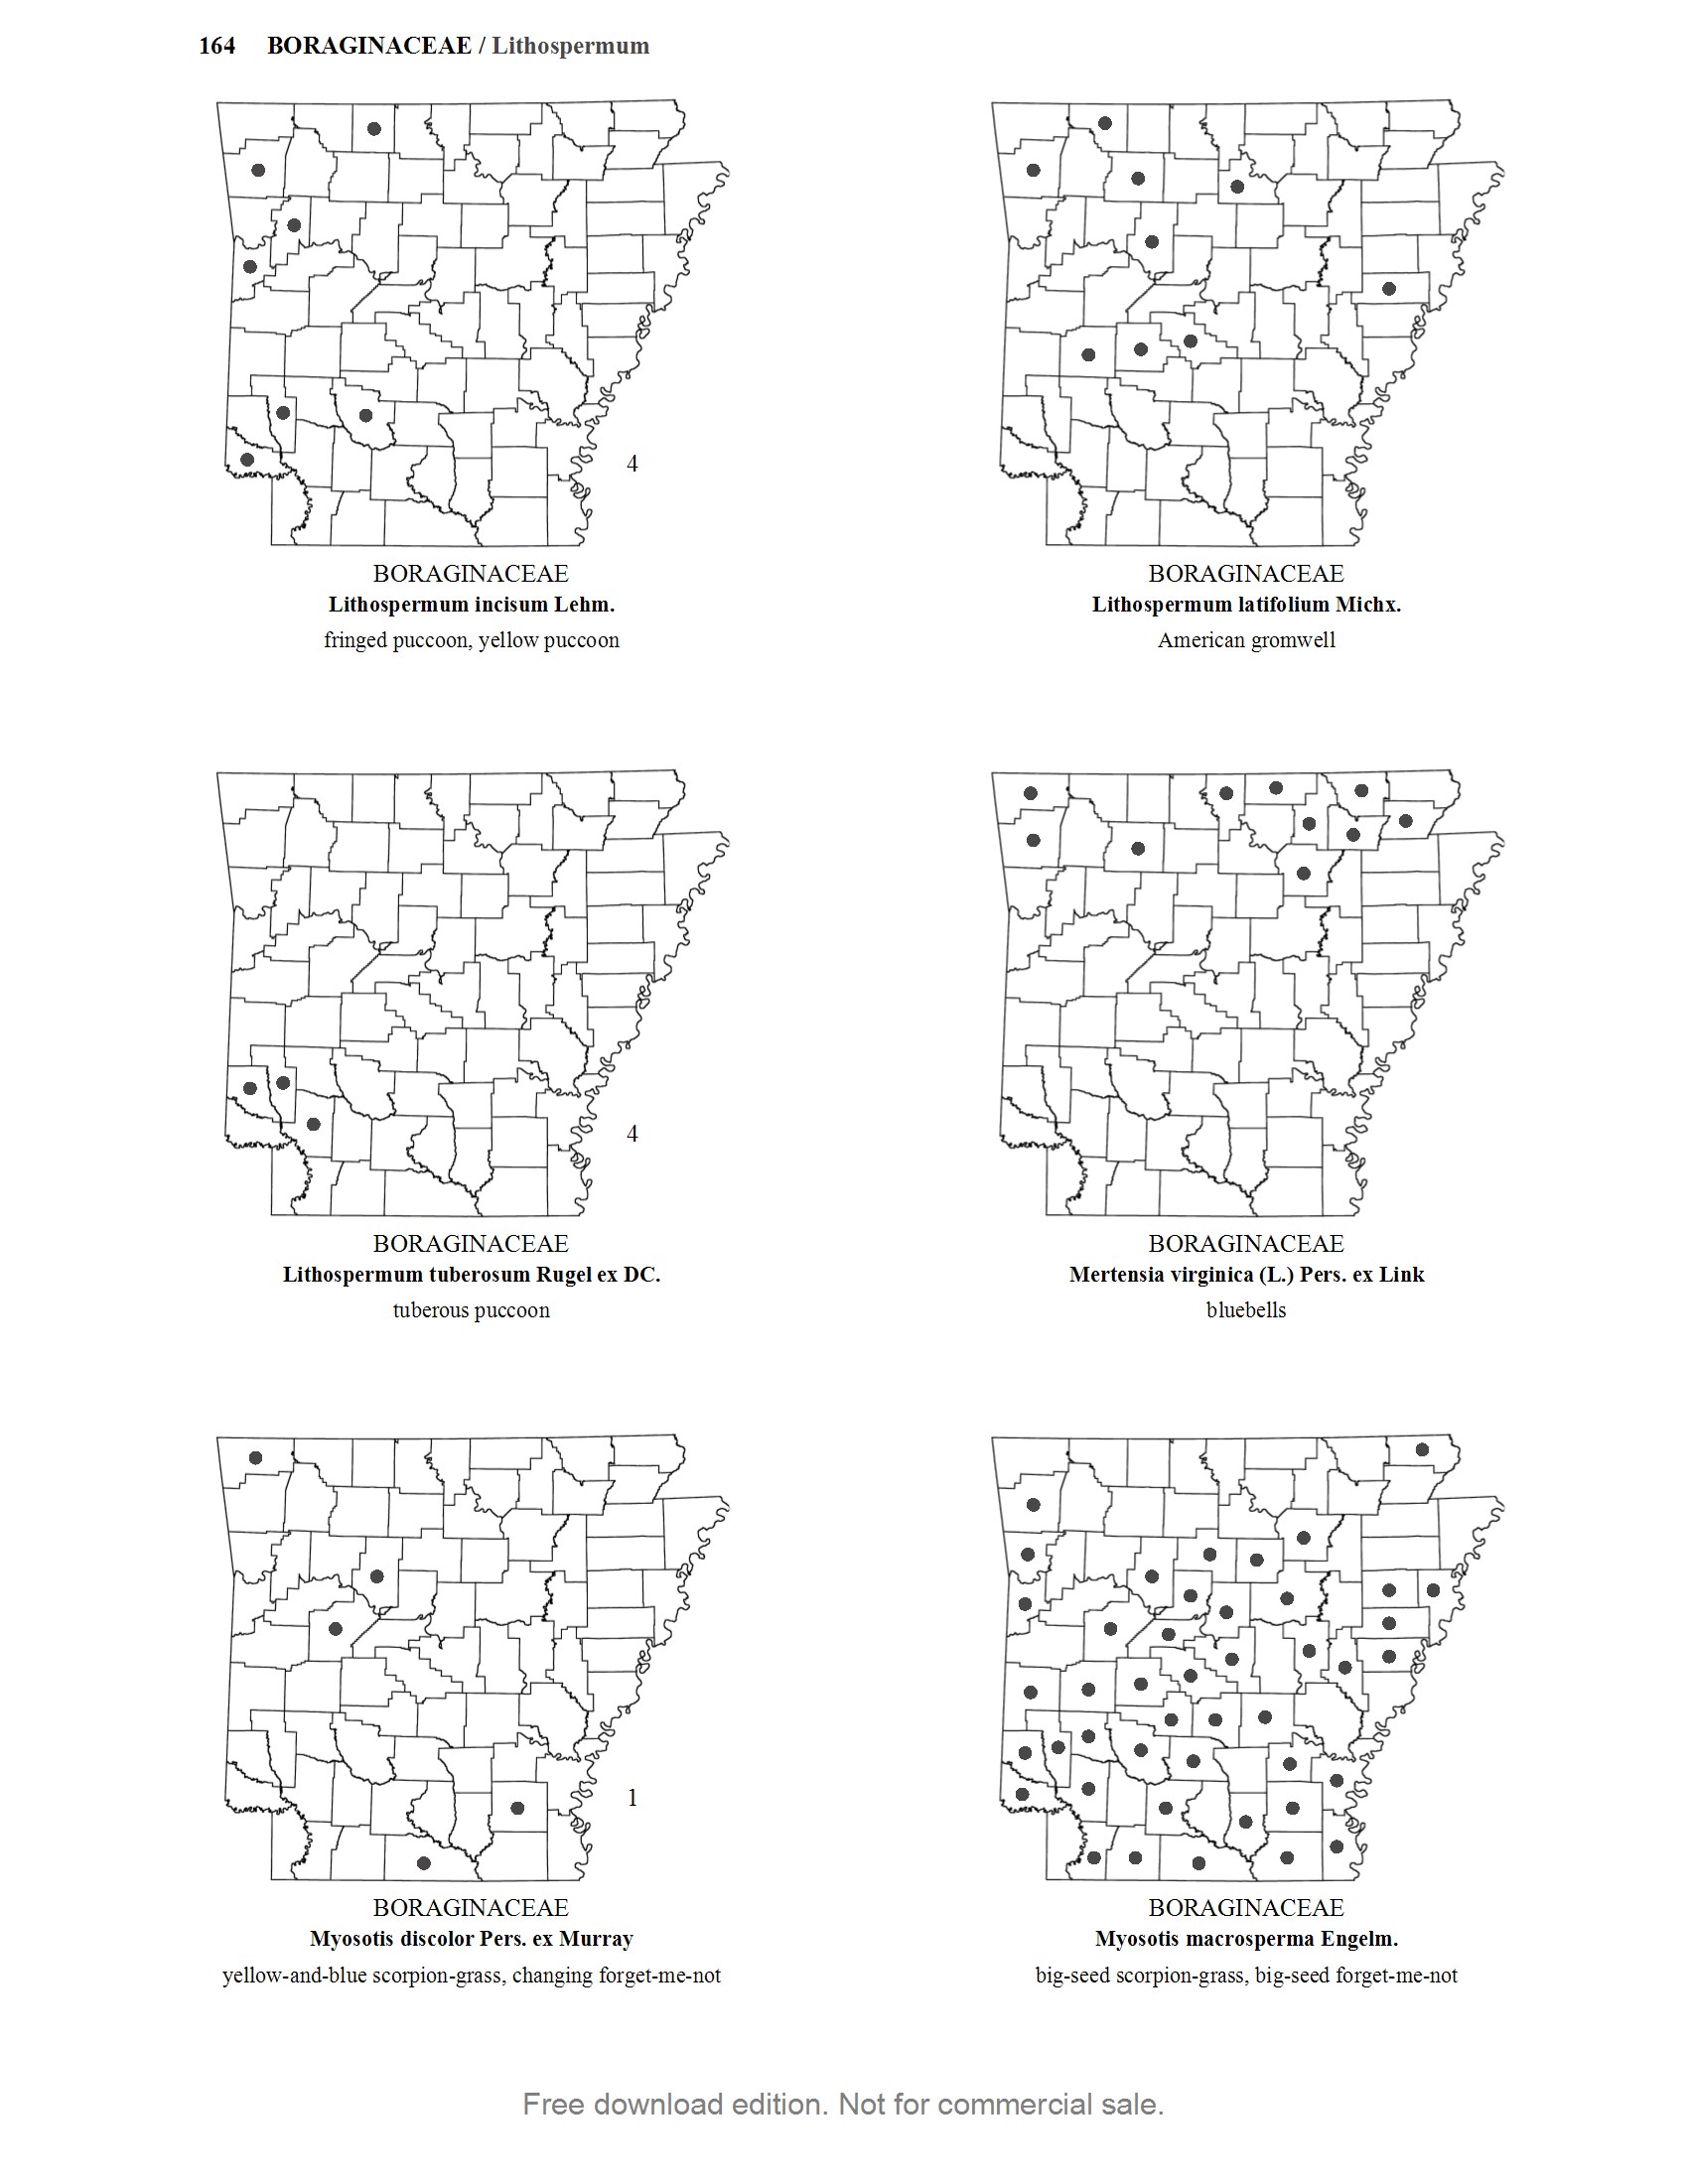 164 BORAGINACEAE / Lithospermum
4
BORAGINACEAE
Lithospermum incisum Lehm.
fringed puccoon, yellow puccoon
BORAGINACEAE
Lithospermum latifolium Michx.
American gromwell
4
BORAGINACEAE
Lithospermum tuberosum Rugel ex DC.
tuberous puccoon
BORAGINACEAE
Mertensia virginica (L.) Pers. ex Link
bluebells
1
BORAGINACEAE
Myosotis discolor Pers. ex Murray
yellow-and-blue scorpion-grass, changing forget-me-not
BORAGINACEAE
Myosotis macrosperma Engelm.
big-seed scorpion-grass, big-seed forget-me-not
Free download edition. Not for commercial sale.